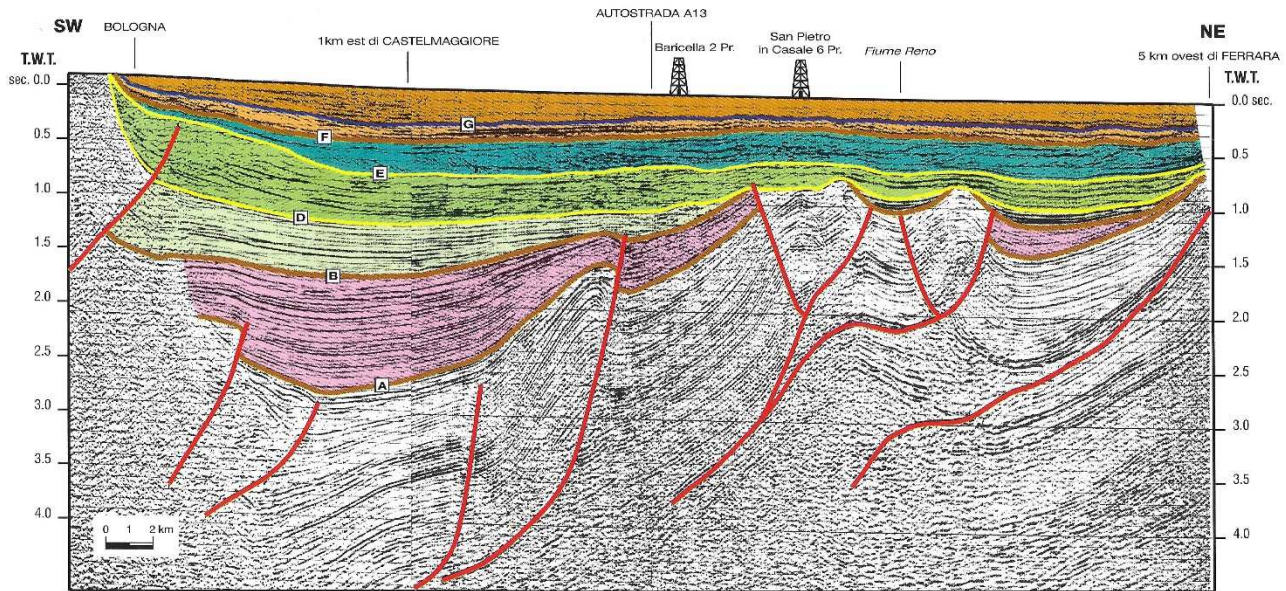 SW
BOLOGNA
1km est di CASTELMAGGIORE
AUTOSTRADA A13
Baricella 2 Pr.
San Pietro
in Casale 6 Pr.
Fiume Reno
NE
5 km ovest di FERRARA
T.W.T.
sec. 0.0
0.5
1.0
1.5
2.0
2.5
3.0
3.5
4.0
T.W.T.
0.0 sec.
0.5
1.0
1.5
2.0
2.5
3.0
3.5
4.0
G
F
E
D
B
A
0 1 2 km